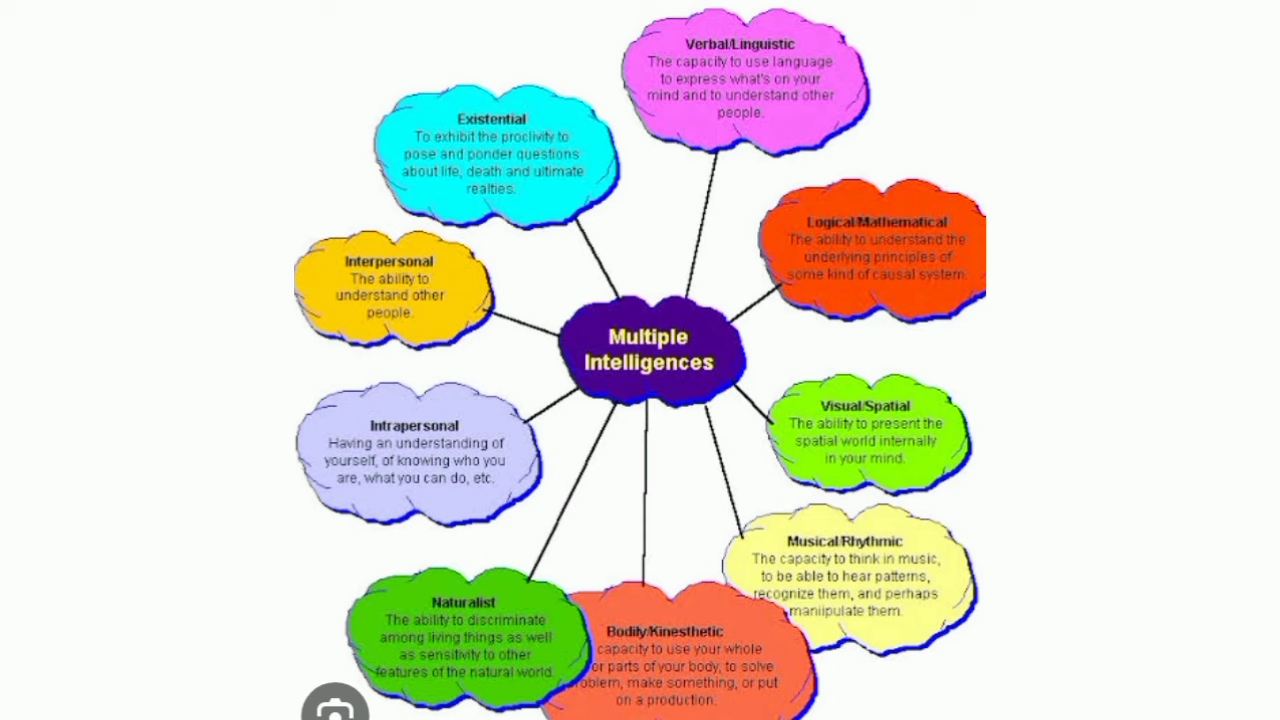 Verbal/Linguistic
The capacity to use language
to express what's on your
mind and to understand other
people.
Existential
To exhibit the proclivity to
pose and ponder questions
about life, death and ultimate
realties.
Logical/Mathematical
The ability to understand the
underlying principles of
some kind of causal system.
Interpersonal
The ability to
understand other
people.
Multiple
Intelligences
Visual/Spatial
The ability to present the
spatial world internally
in your mind.
Intrapersonal
Having an understanding of
yourself, of knowing who you
are, what you can do, etc.
Musical/Rhythmic
The capacity to think in music,
to be able to hear patterns,
recognize them, and perhaps
maniipulate them.
Naturalist
The ability to discriminate
among living things as well
as sensitivity to other
features of the natural world.
Bodily/Kinesthetic
capacity to use your whole
or parts of your body, to solve
roblem, make something, or put
on a production.